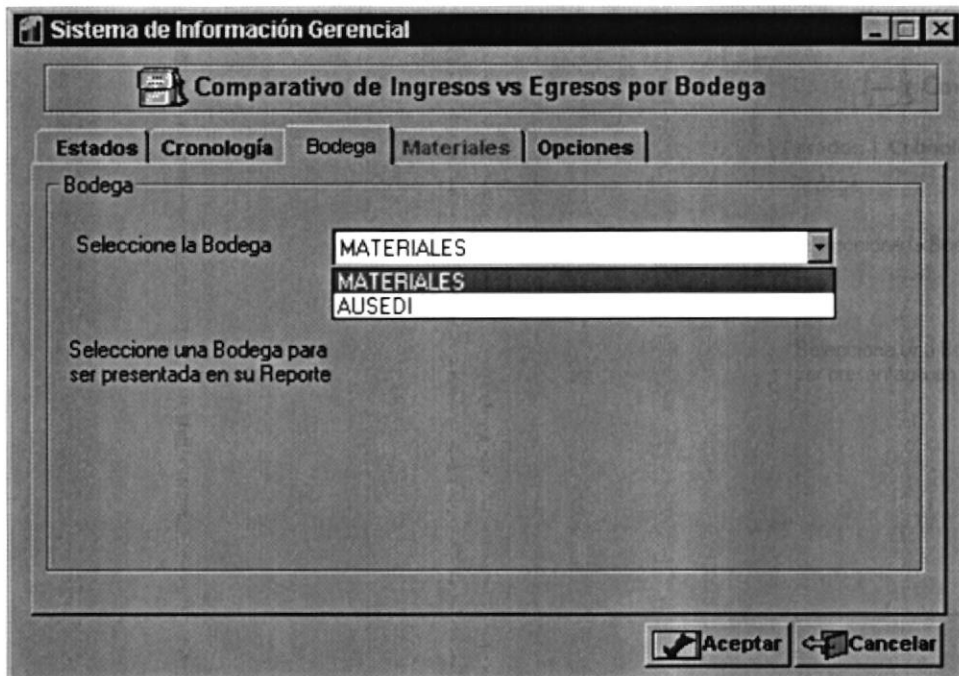 Sistema de Información Gerencial
Comparativo de Ingresos vs Egresos por Bodega
Estados Cronología Bodega Materiales Opciones
Bodega
Seleccione la Bodega
MATERIALES
MATERIALES
AUSEDI
Seleccione una Bodega para
ser presentada en su Reporte
Aceptar Cancelar